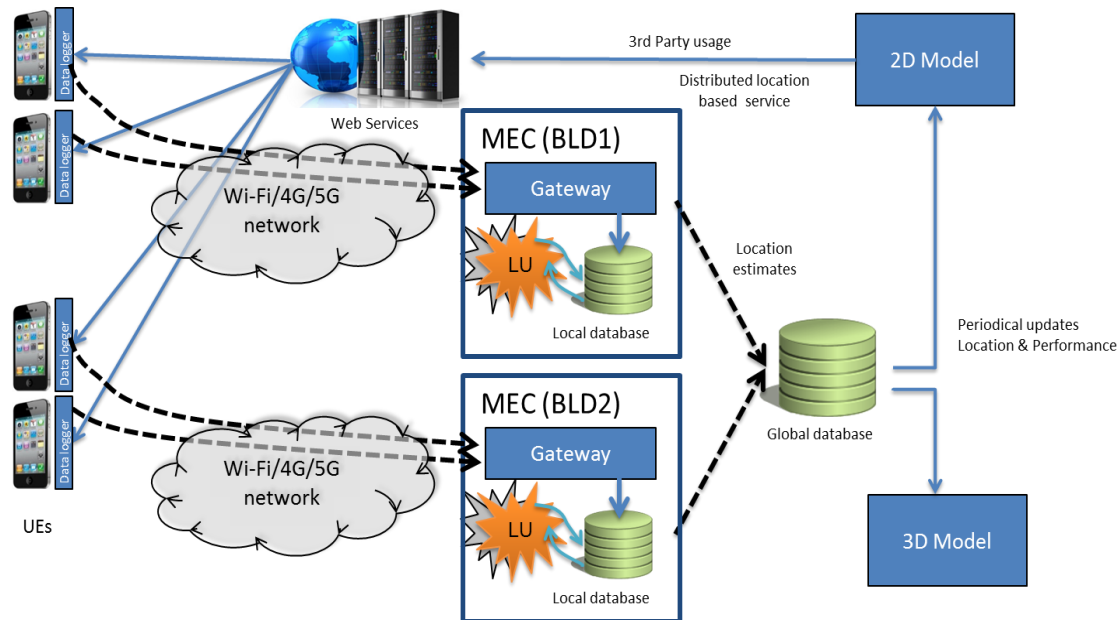 Data logger
Data logger
Web Services
3rd Party usage
Distributed location
based service
2D Model
Wi-Fi/4G/5G
network
MEC (BLD1)
Gateway
LU
Local database
Location
estimates
Periodical updates
Location & Performance
Global database
Data logger
Data logger
UEs
Wi-Fi/4G/5G
network
MEC (BLD2)
Gateway
LU
Local database
3D Model